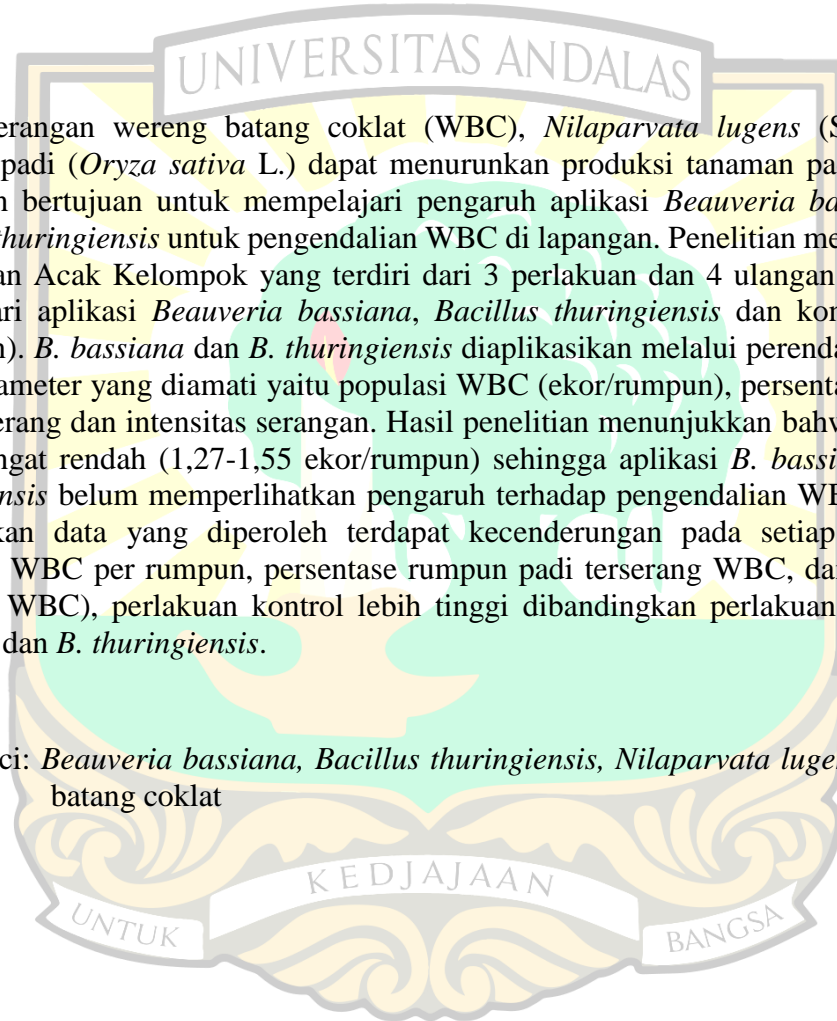 UNIVERSITAS ANDALAS
erangan wereng batang coklat (WBC), Nilaparvata lugens (S
padi (Oryza sativa L.) dapat menurunkan produksi tanaman pa
n bertujuan untuk mempelajari pengaruh aplikasi Beauveria ba
thuringiensis untuk pengendalian WBC di lapangan. Penelitian me
an Acak Kelompok yang terdiri dari 3 perlakuan dan 4 ulangan
ari aplikasi Beauveria bassiana, Bacillus thuringiensis dan kon
n). B. bassiana dan B. thuringiensis diaplikasikan melalui perenda
ameter yang diamati yaitu populasi WBC (ekor/rumpun), persenta
erang dan intensitas serangan. Hasil penelitian menunjukkan bahw
ngat rendah (1,27-1,55 ekor/rumpun) sehingga aplikasi B. bassi
ensis belum memperlihatkan pengaruh terhadap pengendalian WB
kan data yang diperoleh terdapat kecenderungan pada setiap
WBC per rumpun, persentase rumpun padi terserang WBC, da
WBC), perlakuan kontrol lebih tinggi dibandingkan perlakuan
dan B. thuringiensis.
ci: Beauveria bassiana, Bacillus thuringiensis, Nilaparvata luge
batang coklat
KEDJAJAAN
UNTUK
BANGSA